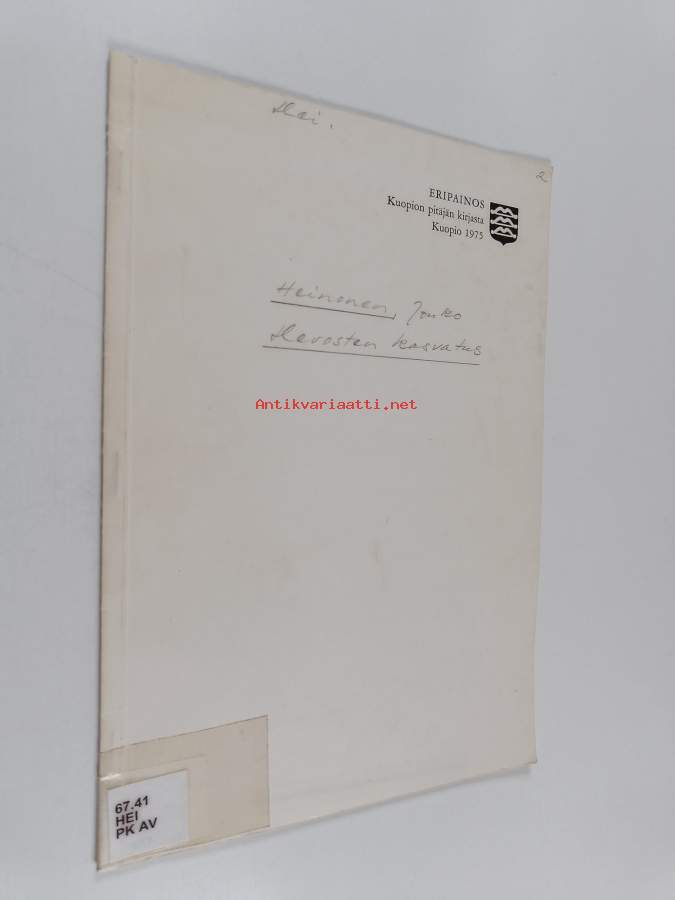 Hei.
2
ERIPAINOS
Kuopion pitäjän kirjasta
Kuopio 1975
Heinonen, Jouko
Hevosten kasvatus
Antikvariaatti.net
67.41
HEI
PK AV